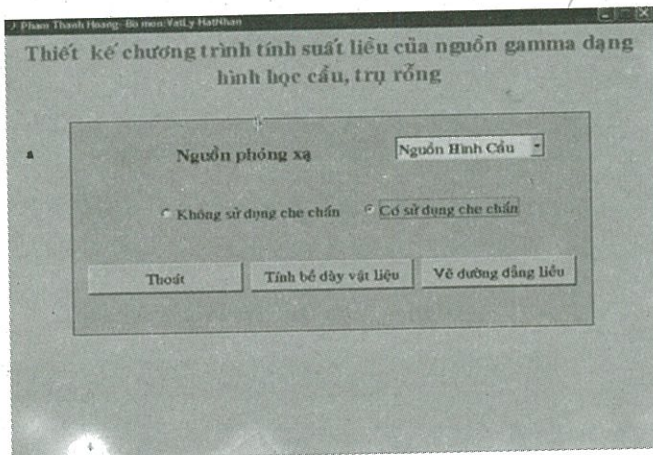 Pham Thanh Hoang- Bo mon VatLy HatNhan
Thiết kế chương trình tính suất liều của nguồn gamma dạng
hình học cầu, trụ rỗng
Nguồn phóng xạ
Nguồn Hình Cầu
Không sử dụng che chắn
Có sử dụng che chắn
Thoát
Tính bề dày vật liệu
Vẽ đường đẳng liều